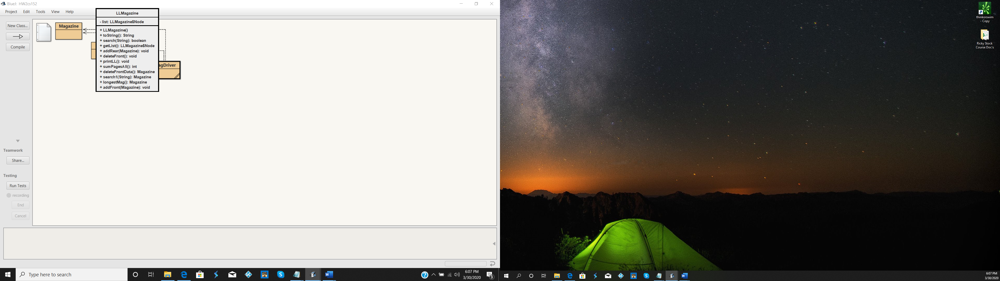 BlueJ: HW2cs152
Project Edit Tools View Help
New Class...
Compile
Teamwork
Share...
Testing
Run Tests
recording
End
Cancel
Magazine
LLMagazine
- list: LLMagazine$Node
+ LLMagazine()
+ toString(): String
+ search(String): boolean
+ getList(): LLMagazine$Node
+ addRear(Magazine): void
+ deleteFront(): void
+ printLL(): void
+ sumPagesAll(): int
+ deleteFrontData(): Magazine
+ search1(String): Magazine
+ longestMag(): Magazine
+ addFront(Magazine): void
agDriver
Type here to search
6:07 PM
3/30/2020
3
thinkorswim
- Copy
Ricky Stock
Course Doc's
6:07 PM
3/30/2020